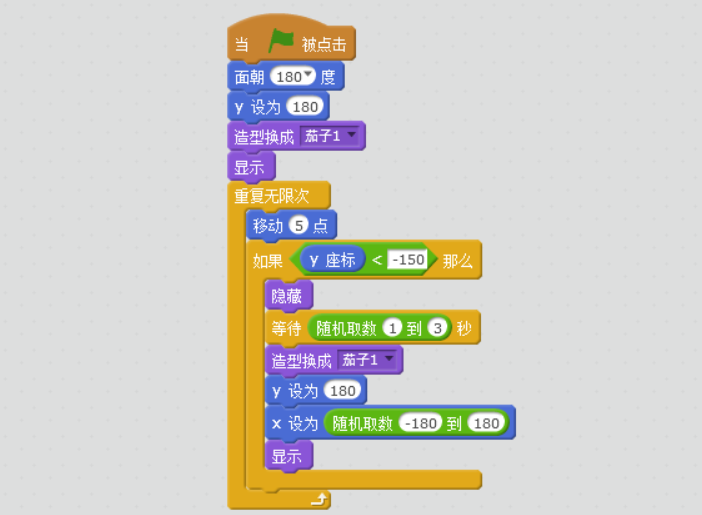 当 被点击
面朝 180 度
y 设为 180
造型换成 茄子1
显示
重复无限次
移动 5 点
如果 y 座标 < -150 那么
隐藏
等待 随机取数 1 到 3 秒
造型换成 茄子1
y 设为 180
x 设为 随机取数 -180 到 180
显示